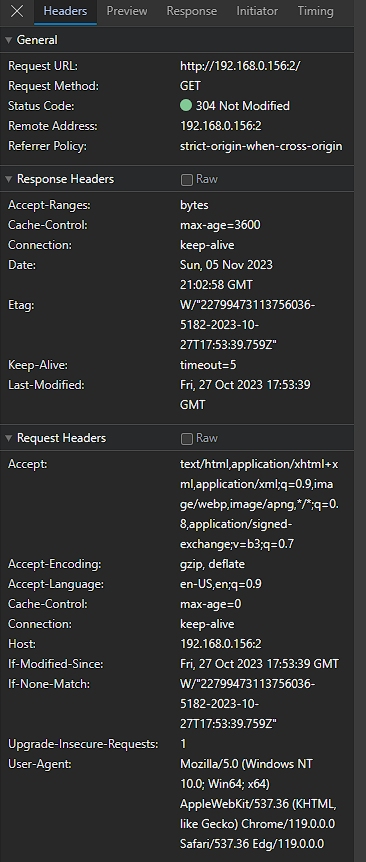 Headers Preview Response Initiator Timing
General
Request URL: http://192.168.0.156:2/
Request Method: GET
Status Code: 304 Not Modified
Remote Address: 192.168.0.156:2
Referrer Policy: strict-origin-when-cross-origin
Response Headers Raw
Accept-Ranges: bytes
Cache-Control: max-age=3600
Connection: keep-alive
Date: Sun, 05 Nov 2023
21:02:58 GMT
Etag: W/"22799473113756036-
5182-2023-10-
27T17:53:39.759Z"
Keep-Alive: timeout=5
Last-Modified: Fri, 27 Oct 2023 17:53:39
GMT
Request Headers Raw
Accept: text/html,application/xhtml+x
ml,application/xml;q=0.9,ima
ge/webp,image/apng,*/*;q=0.
8,application/signed-
exchange;v=b3;q=0.7
Accept-Encoding: gzip, deflate
Accept-Language: en-US,en;q=0.9
Cache-Control: max-age=0
Connection: keep-alive
Host: 192.168.0.156:2
If-Modified-Since: Fri, 27 Oct 2023 17:53:39 GMT
If-None-Match: W/"22799473113756036-
5182-2023-10-
27T17:53:39.759Z"
Upgrade-Insecure-Requests: 1
User-Agent: Mozilla/5.0 (Windows NT
10.0; Win64; x64)
AppleWebKit/537.36 (KHTML,
like Gecko) Chrome/119.0.0.0
Safari/537.36 Edg/119.0.0.0